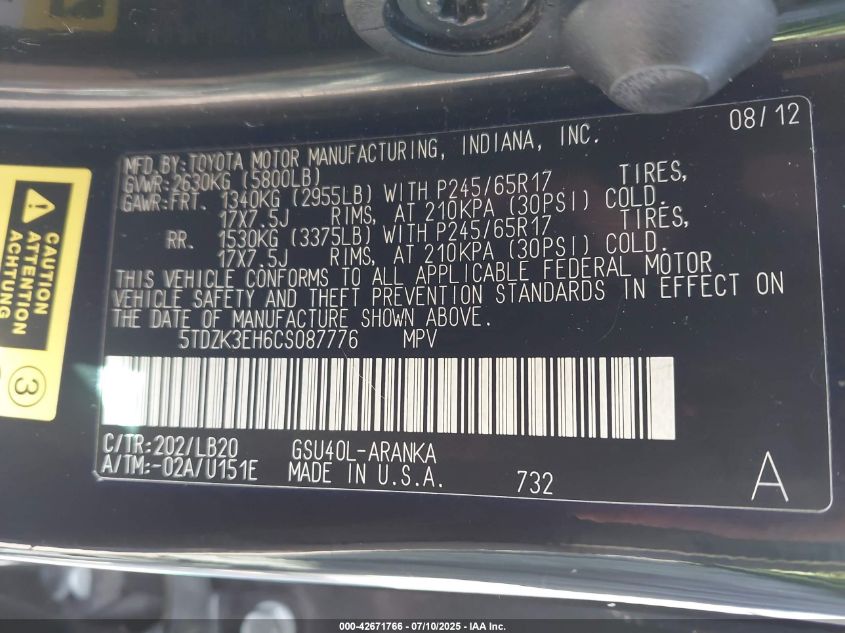 08/12
MFD.BY:TOYOTA MOTOR MANUFACTURING, INDIANA, INC.
GVWR:2630KG (5800LB)
GAWR:FRT. 1340KG (2955LB) WITH P245/65R17 TIRES,
17X7.5J RIMS, AT 210KPA (30PSI) COLD.
RR. 1530KG (3375LB) WITH P245/65R17 TIRES,
17X7.5J RIMS, AT 210KPA (30PSI) COLD.
THIS VEHICLE CONFORMS TO ALL APPLICABLE FEDERAL MOTOR
VEHICLE SAFETY AND THEFT PREVENTION STANDARDS IN EFFECT ON
THE DATE OF MANUFACTURE SHOWN ABOVE.
5TDZK3EH6CS087776 MPV
C/TR:202/LB20 GSU40L-ARANKA
A/TM:-02A/U151E MADE IN U.S.A. 732 A
CAUTION
ATTENTION
ACHTUNG
3
000-42671766 - 07/10/2025 - IAA Inc.